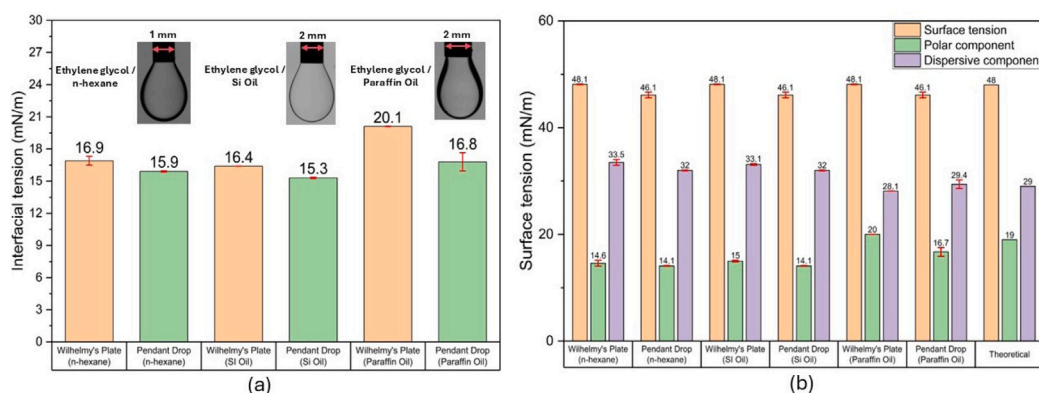 30
27
24
21
18
15
12
9
6
3
0
Interfacial tension (mN/m)
1 mm
2 mm
2 mm
Ethylene glycol /
n-hexane
Ethylene glycol /
Si Oil
Ethylene glycol /
Paraffin Oil
16.9
15.9
16.4
15.3
20.1
16.8
Wilhelmy's Plate
(n-hexane)
Pendant Drop
(n-hexane)
Wilhelmy's Plate
(SI Oil)
Pendant Drop
(Si Oil)
Wilhelmy's Plate
(Paraffin Oil)
Pendant Drop
(Paraffin Oil)
(a)
60
40
20
0
Surface tension (mN/m)
Surface tension
Polar component
Dispersive component
48.1
14.6
33.5
46.1
14.1
32
48.1
15
33.1
46.1
14.1
32
48.1
20
28.1
46.1
16.7
29.4
48
19
29
Wilhelmy's Plate
(n-hexane)
Pendant Drop
(n-hexane)
Wilhelmy's Plate
(SI Oil)
Pendant Drop
(Si Oil)
Wilhelmy's Plate
(Paraffin Oil)
Pendant Drop
(Paraffin Oil)
Theoretical
(b)